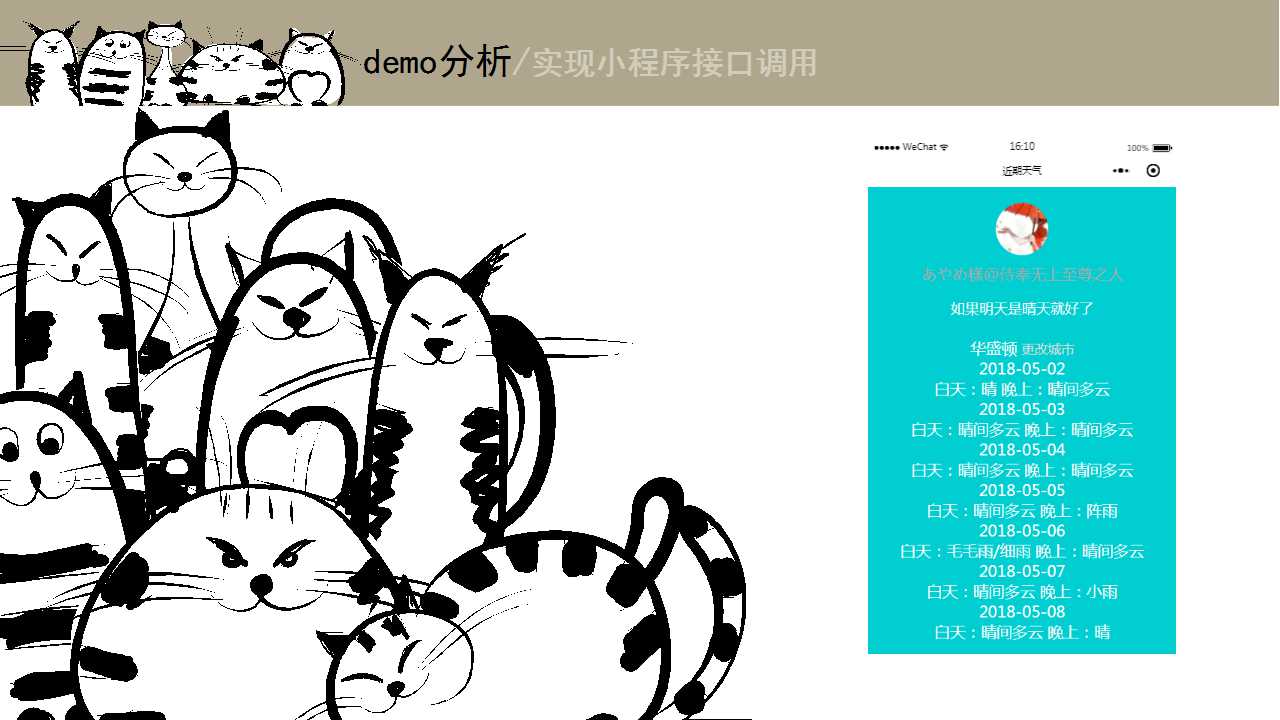 demo分析/实现小程序接口调用
WeChat 16:10 100%
近期天气
あやめ様@侍奉无上至尊之人
如果明天是晴天就好了
华盛顿 更改城市
2018-05-02
白天：晴 晚上：晴间多云
2018-05-03
白天：晴间多云 晚上：晴间多云
2018-05-04
白天：晴间多云 晚上：晴间多云
2018-05-05
白天：晴间多云 晚上：阵雨
2018-05-06
白天：毛毛雨/细雨 晚上：晴间多云
2018-05-07
白天：晴间多云 晚上：小雨
2018-05-08
白天：晴间多云 晚上：晴